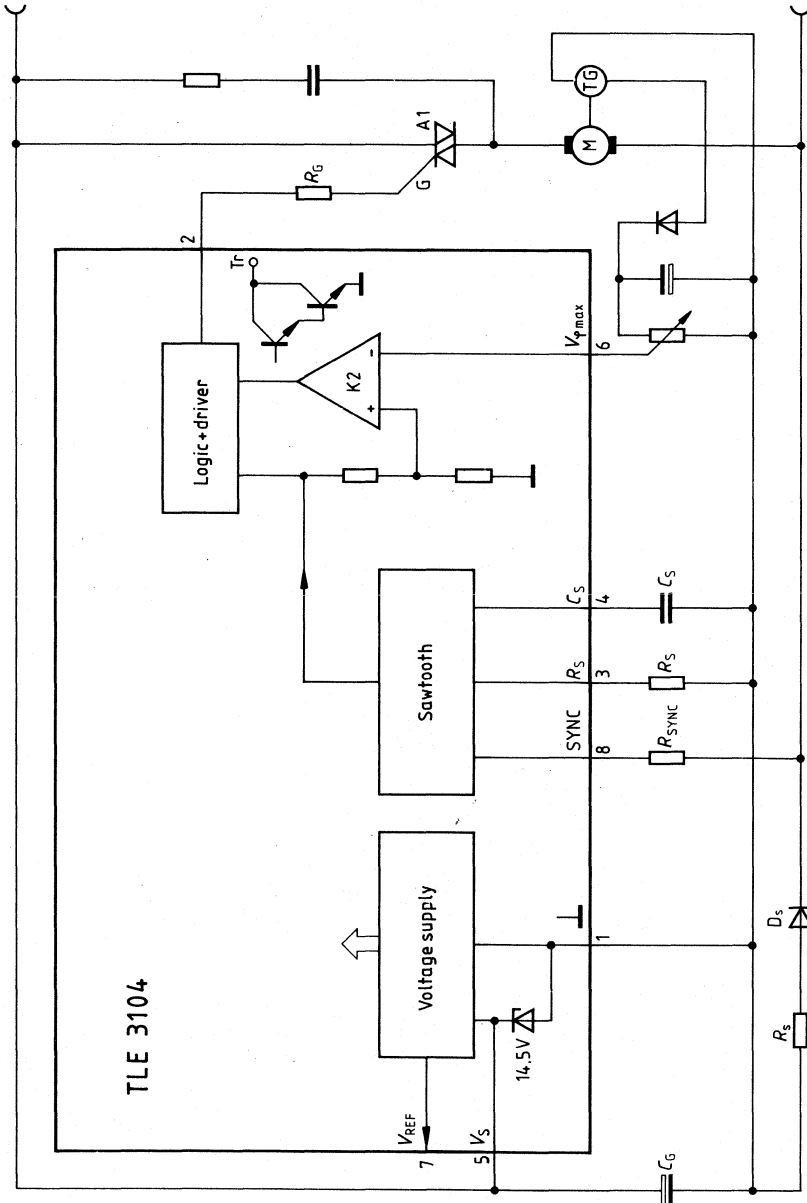 TLE 3104
Voltage supply
14.5 V
V_REF
7
V_S
5
1
Sawtooth
SYNC
8
R_S
3
C_S
4
Logic+driver
K2
+
-
Tr
2
V_φmax
6
R_G
G
A1
M
TG
R_SYNC
R_S
C_S
D_s
R_s
C_G